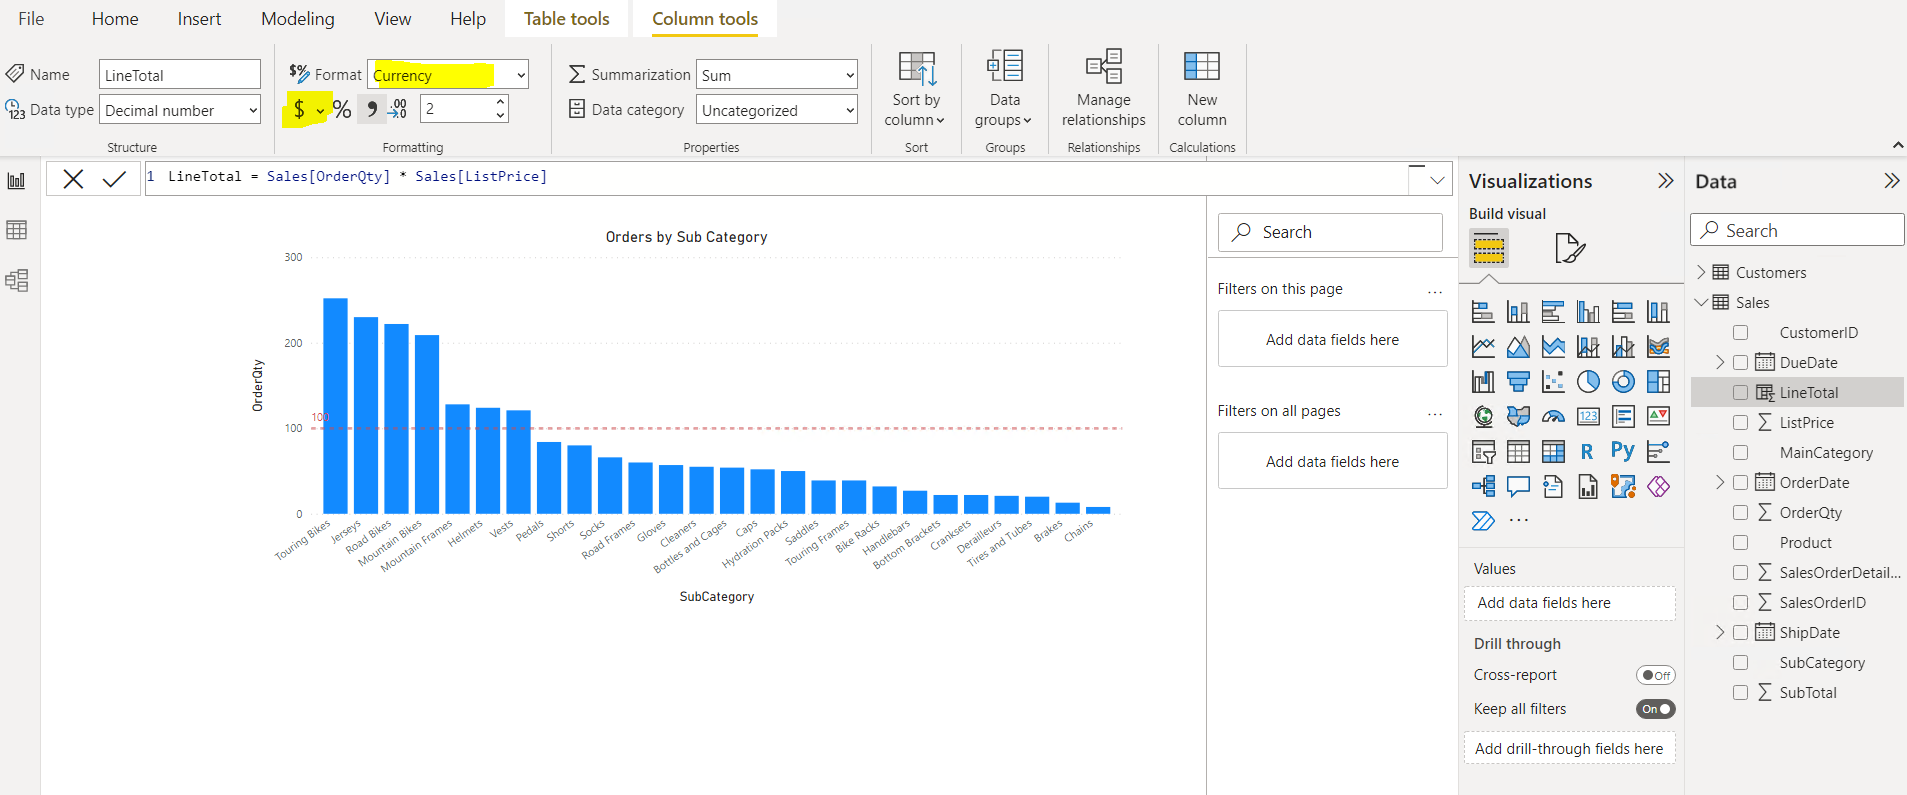 File Home Insert Modeling View Help Table tools Column tools
Name LineTotal
Data type Decimal number
Structure
$% Format Currency
$ % , .00 →.0 2
Formatting
Summarization Sum
Data category Uncategorized
Properties
Sort by
column
Sort
Data
groups
Groups
Manage
relationships
Relationships
New
column
Calculations
1 LineTotal = Sales[OrderQty] * Sales[ListPrice]
Orders by Sub Category
300
200
100
0
100
OrderQty
Touring Bikes
Jerseys
Road Bikes
Mountain Bikes
Mountain Frames
Helmets
Vests
Pedals
Shorts
Socks
Road Frames
Gloves
Cleaners
Bottles and Cages
Caps
Hydration Packs
Saddles
Touring Frames
Bike Racks
Handlebars
Bottom Brackets
Cranksets
Derailleurs
Tires and Tubes
Brakes
Chains
SubCategory
Search
Filters on this page ...
Add data fields here
Filters on all pages ...
Add data fields here
Visualizations
Build visual
123
R Py
...
Values
Add data fields here
Drill through
Cross-report Off
Keep all filters On
Add drill-through fields here
Data
Search
Customers
Sales
CustomerID
DueDate
LineTotal
ListPrice
MainCategory
OrderDate
OrderQty
Product
SalesOrderDetail...
SalesOrderID
ShipDate
SubCategory
SubTotal